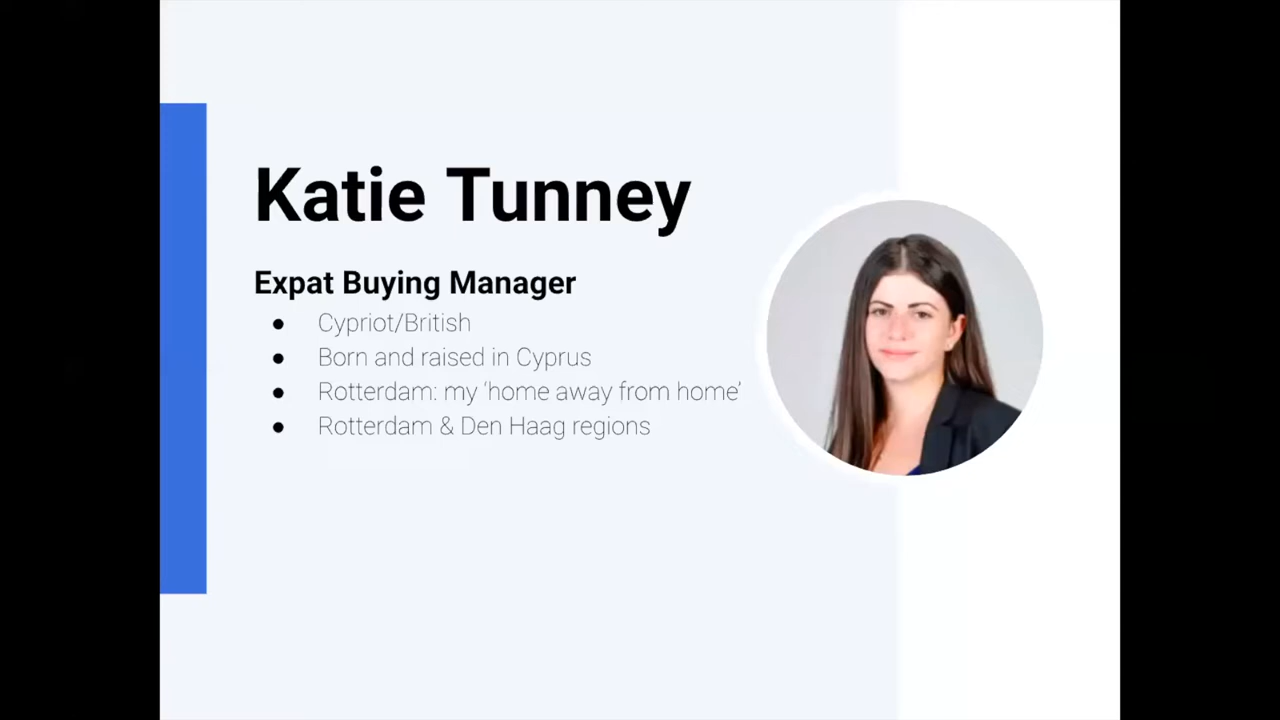 Katie Tunney
Expat Buying Manager
● Cypriot/British
● Born and raised in Cyprus
● Rotterdam: my ‘home away from home’
● Rotterdam & Den Haag regions